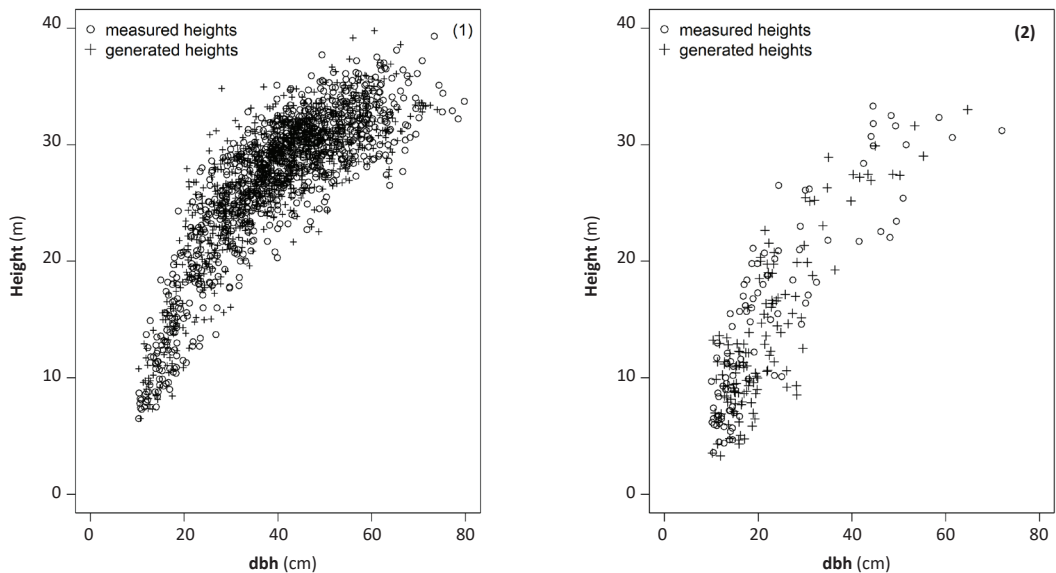 (1)
○ measured heights
+ generated heights
40
30
20
10
0
Height (m)
0 20 40 60 80
dbh (cm)
(2)
○ measured heights
+ generated heights
40
30
20
10
0
Height (m)
0 20 40 60 80
dbh (cm)